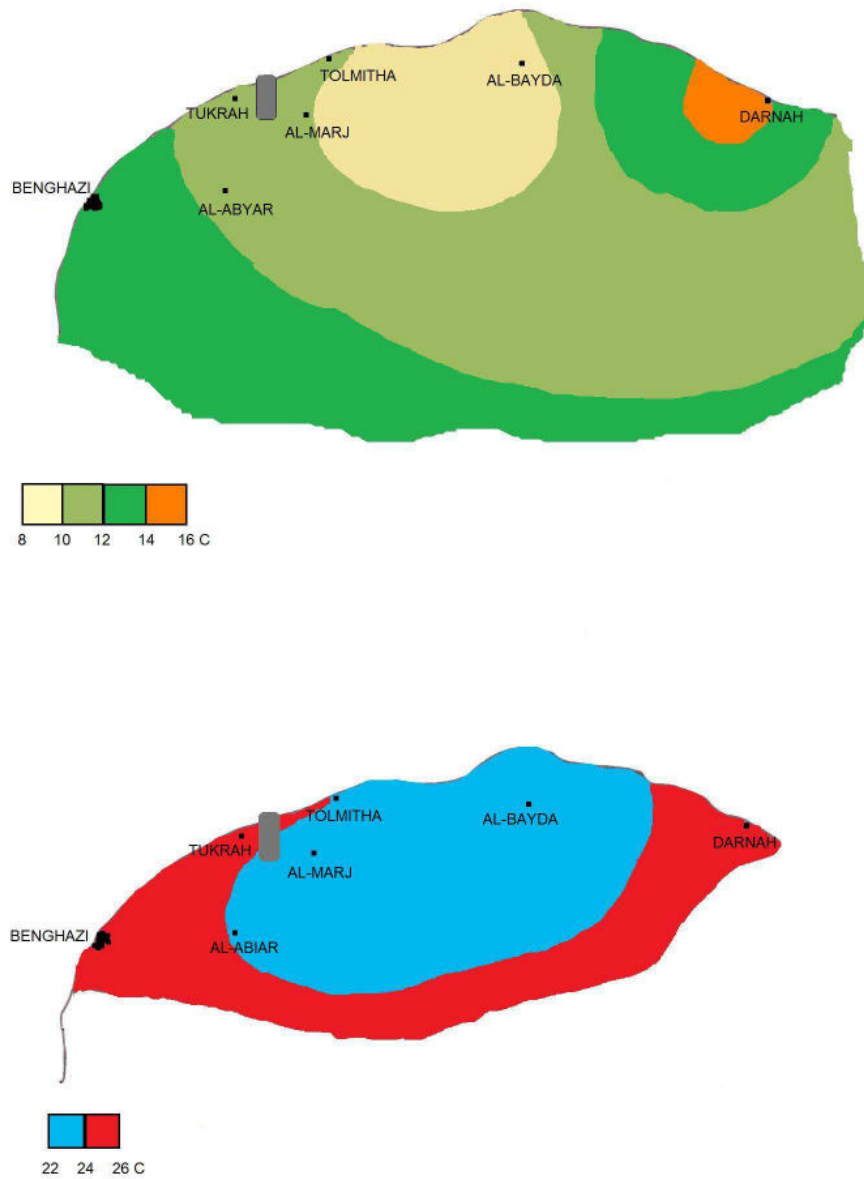 TOLMITHA
AL-BAYDA
TUKRAH
DARNAH
AL-MARJ
BENGHAZI
AL-ABYAR
8 10 12 14 16 C
TOLMITHA
AL-BAYDA
TUKRAH
DARNAH
AL-MARJ
BENGHAZI
AL-ABIAR
22 24 26 C